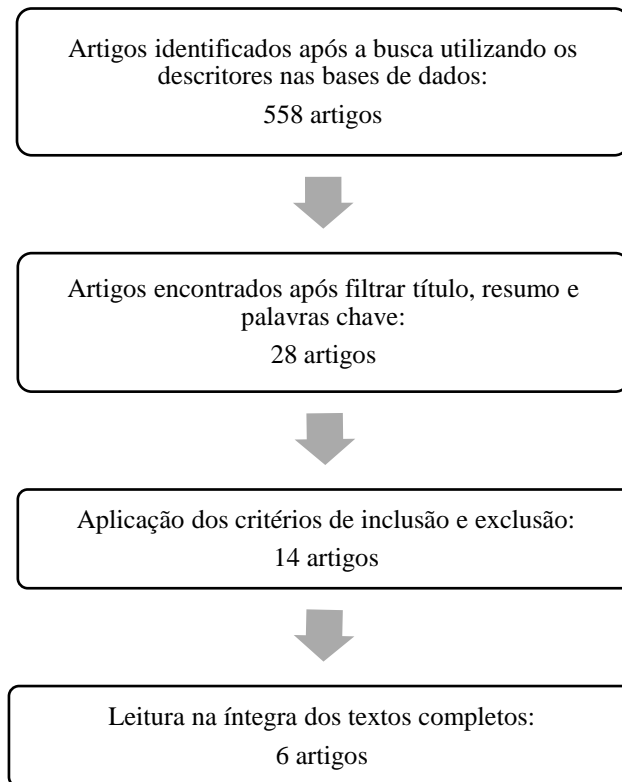 Artigos identificados após a busca utilizando os
descritores nas bases de dados:
558 artigos
Artigos encontrados após filtrar título, resumo e
palavras chave:
28 artigos
Aplicação dos critérios de inclusão e exclusão:
14 artigos
Leitura na íntegra dos textos completos:
6 artigos